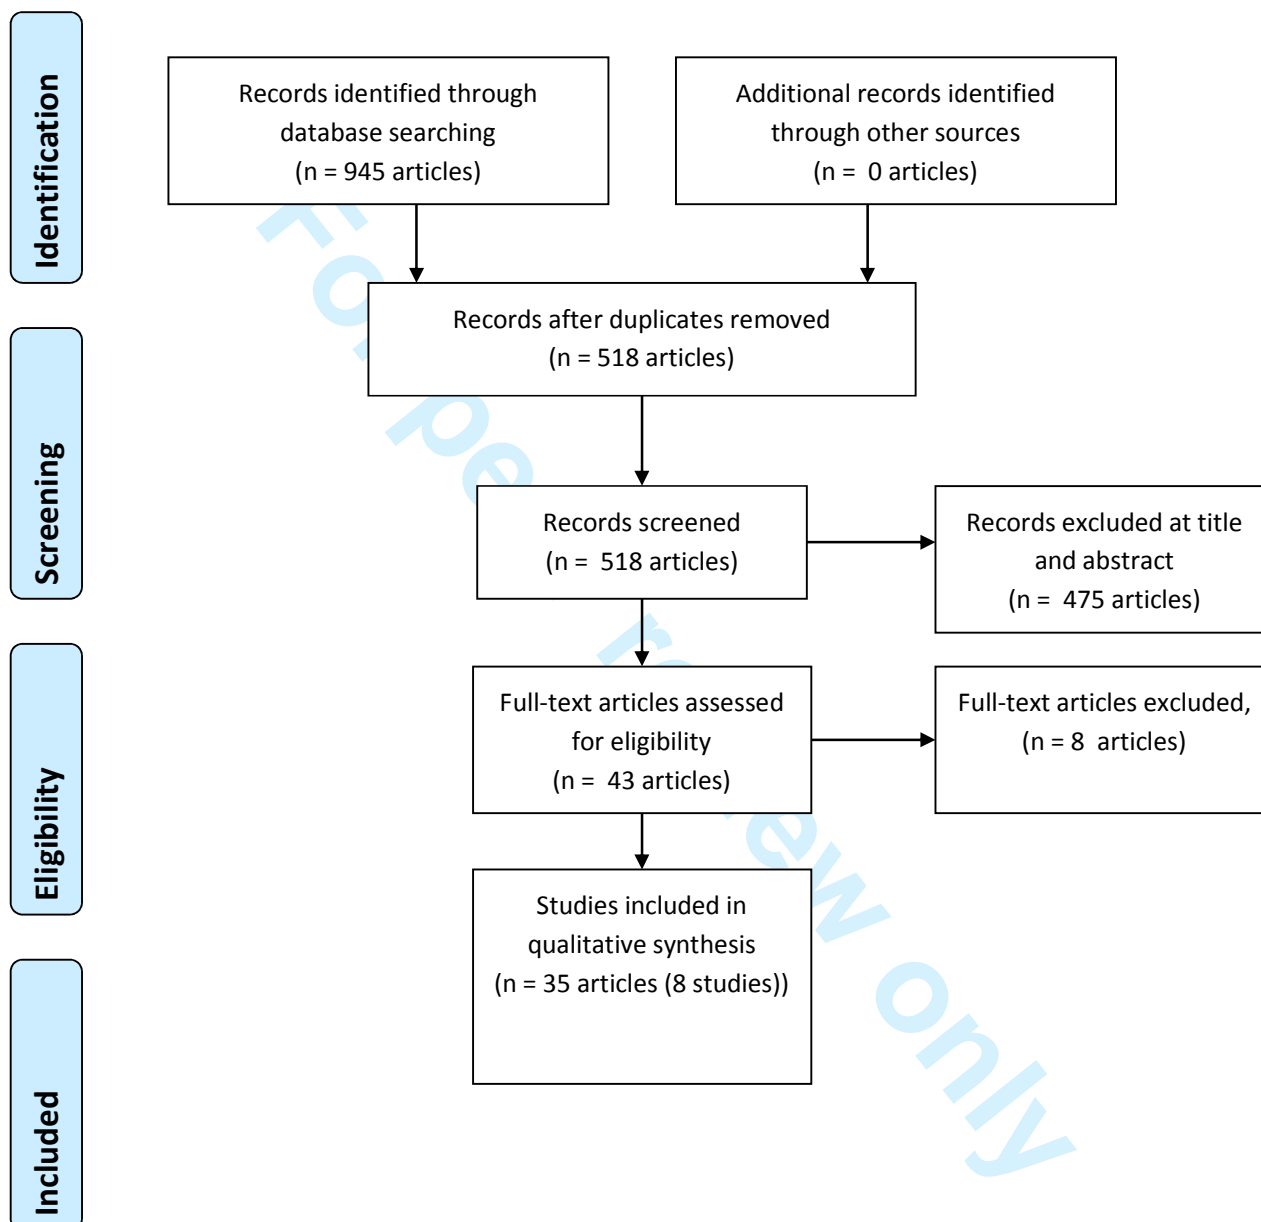 Identification
Records identified through
database searching
(n = 945 articles)
Additional records identified
through other sources
(n = 0 articles)
Records after duplicates removed
(n = 518 articles)
Screening
Records screened
(n = 518 articles)
Records excluded at title
and abstract
(n = 475 articles)
Eligibility
Full-text articles assessed
for eligibility
(n = 43 articles)
Full-text articles excluded,
(n = 8 articles)
Studies included in
qualitative synthesis
(n = 35 articles (8 studies))
Included
For peer review only